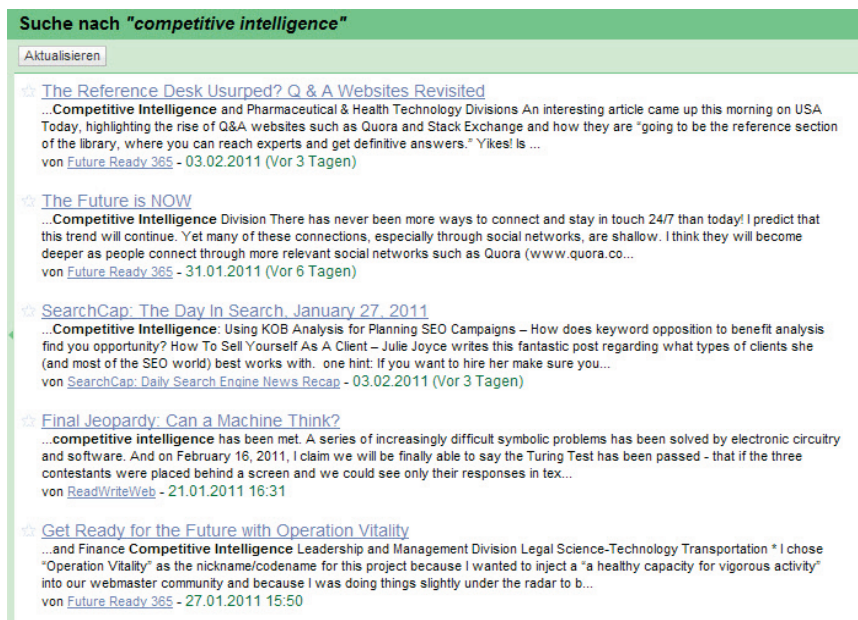 Suche nach "competitive intelligence"
Aktualisieren
The Reference Desk Usurped? Q & A Websites Revisited
...Competitive Intelligence and Pharmaceutical & Health Technology Divisions An interesting article came up this morning on USA
Today, highlighting the rise of Q&A websites such as Quora and Stack Exchange and how they are “going to be the reference section
of the library, where you can reach experts and get definitive answers.” Yikes! Is ...
von Future Ready 365 - 03.02.2011 (Vor 3 Tagen)
The Future is NOW
...Competitive Intelligence Division There has never been more ways to connect and stay in touch 24/7 than today! I predict that
this trend will continue. Yet many of these connections, especially through social networks, are shallow. I think they will become
deeper as people connect through more relevant social networks such as Quora (www.quora.co...
von Future Ready 365 - 31.01.2011 (Vor 6 Tagen)
SearchCap: The Day In Search, January 27, 2011
...Competitive Intelligence: Using KOB Analysis for Planning SEO Campaigns – How does keyword opposition to benefit analysis
find you opportunity? How To Sell Yourself As A Client – Julie Joyce writes this fantastic post regarding what types of clients she
(and most of the SEO world) best works with. one hint: If you want to hire her make sure you...
von SearchCap: Daily Search Engine News Recap - 03.02.2011 (Vor 3 Tagen)
Final Jeopardy: Can a Machine Think?
...competitive intelligence has been met. A series of increasingly difficult symbolic problems has been solved by electronic circuitry
and software. And on February 16, 2011, I claim we will be finally able to say the Turing Test has been passed - that if the three
contestants were placed behind a screen and we could see only their responses in tex...
von ReadWriteWeb - 21.01.2011 16:31
Get Ready for the Future with Operation Vitality
...and Finance Competitive Intelligence Leadership and Management Division Legal Science-Technology Transportation * I chose
“Operation Vitality” as the nickname/codename for this project because I wanted to inject a “a healthy capacity for vigorous activity”
into our webmaster community and because I was doing things slightly under the radar to b...
von Future Ready 365 - 27.01.2011 15:50